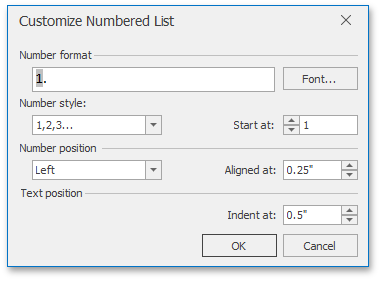 Customize Numbered List
Number format
1.
Font...
Number style:
1,2,3...
Start at: 1
Number position
Left
Aligned at: 0.25"
Text position
Indent at: 0.5"
OK Cancel